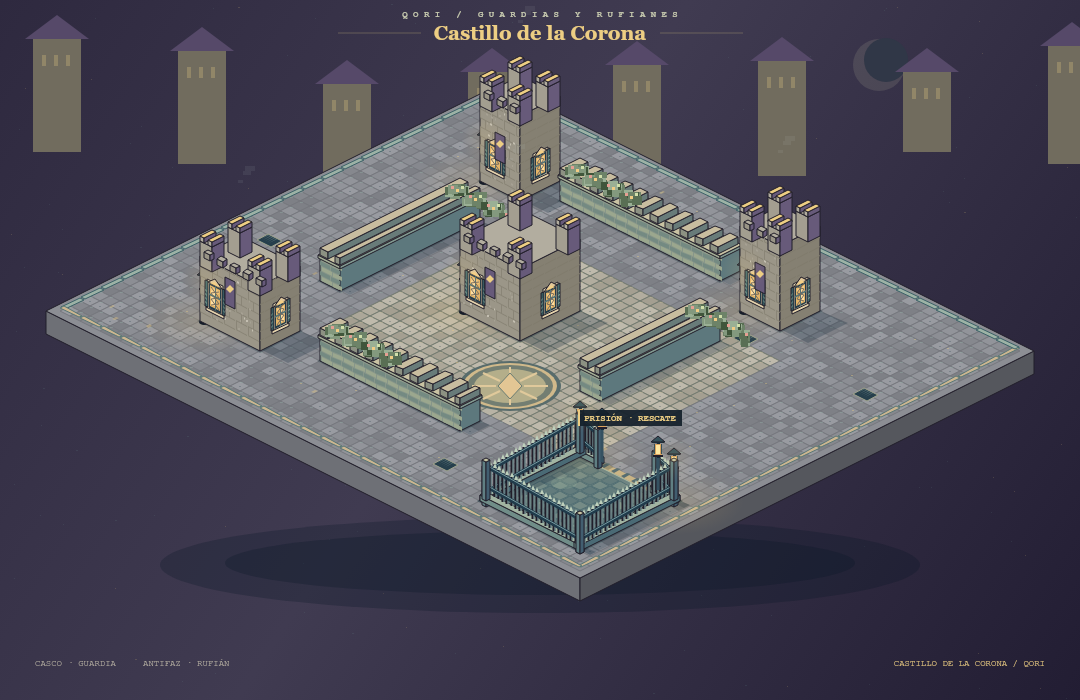 QORI / GUARDIAS Y RUFIANES
Castillo de la Corona
PRISIÓN · RESCATE
CASCO · GUARDIA ANTIFAZ · RUFIÁN
CASTILLO DE LA CORONA / QORI